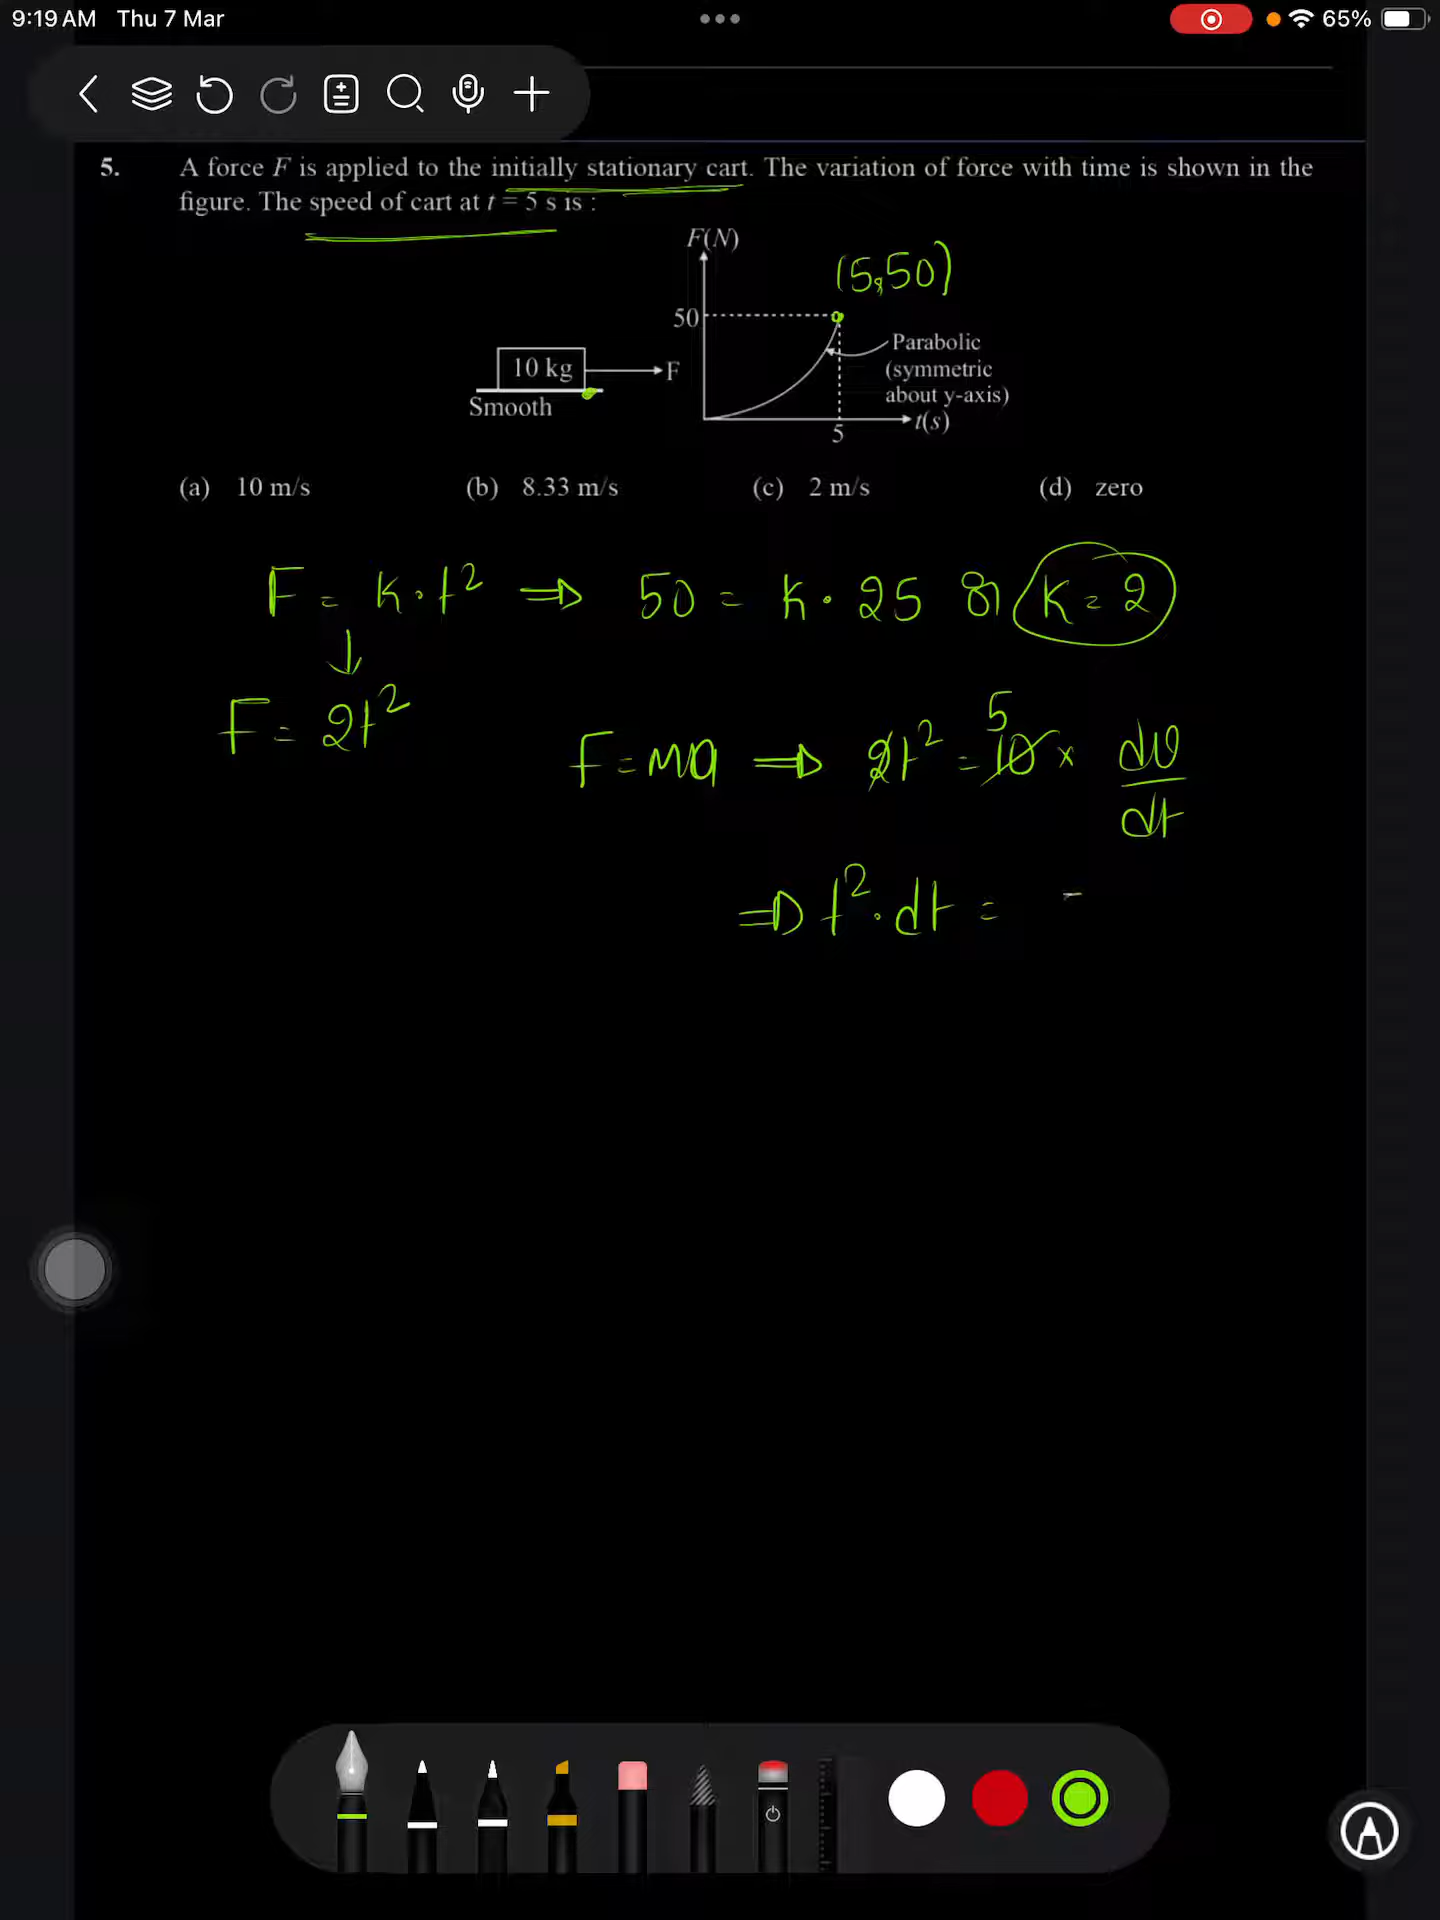 9:19 AM Thu 7 Mar
65%
5. A force F is applied to the initially stationary cart. The variation of force with time is shown in the
figure. The speed of cart at t = 5 s is :
F(N)
(5,50)
50
10 kg
F
Smooth
Parabolic
(symmetric
about y-axis)
t(s)
5
(a) 10 m/s (b) 8.33 m/s (c) 2 m/s (d) zero
F = K·t² ⇒ 50 = K·25 or K = 2
↓
F = 2t²
F = ma ⇒ 2t² = 10 × dv/dt
5
⇒ t²·dt =